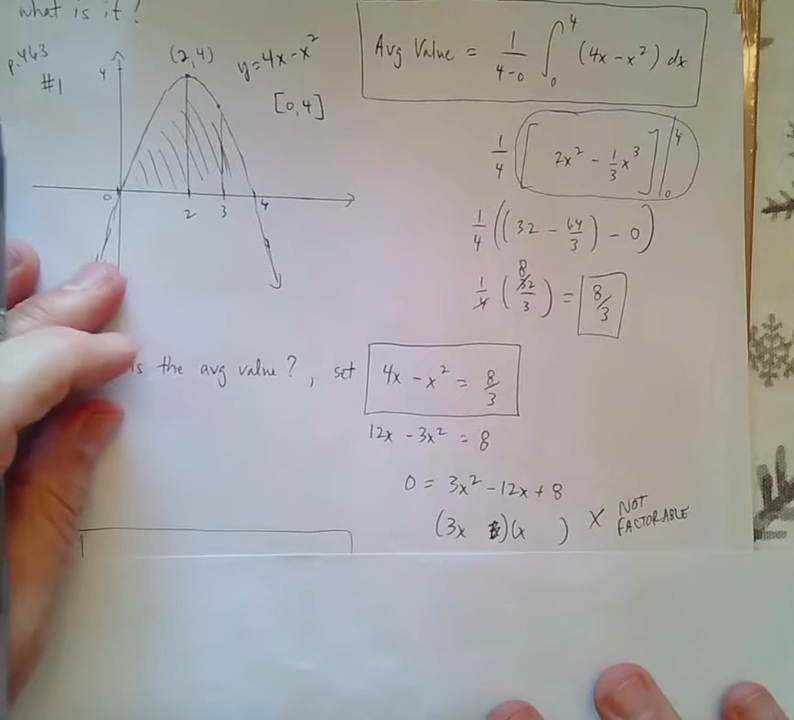 what is it?
p.463
#1
(2,4)
y=4x-x²
[0,4]
4
0
2
3
4
Avg Value = 1/(4-0) ∫₀⁴ (4x-x²) dx
1/4 [2x² - 1/3 x³] |₀⁴
1/4 ((32 - 64/3) - 0)
8
1/4 (32/3) = 8/3
is the avg value?, set 4x - x² = 8/3
12x - 3x² = 8
0 = 3x² - 12x + 8
(3x )(x ) X NOT
FACTORABLE